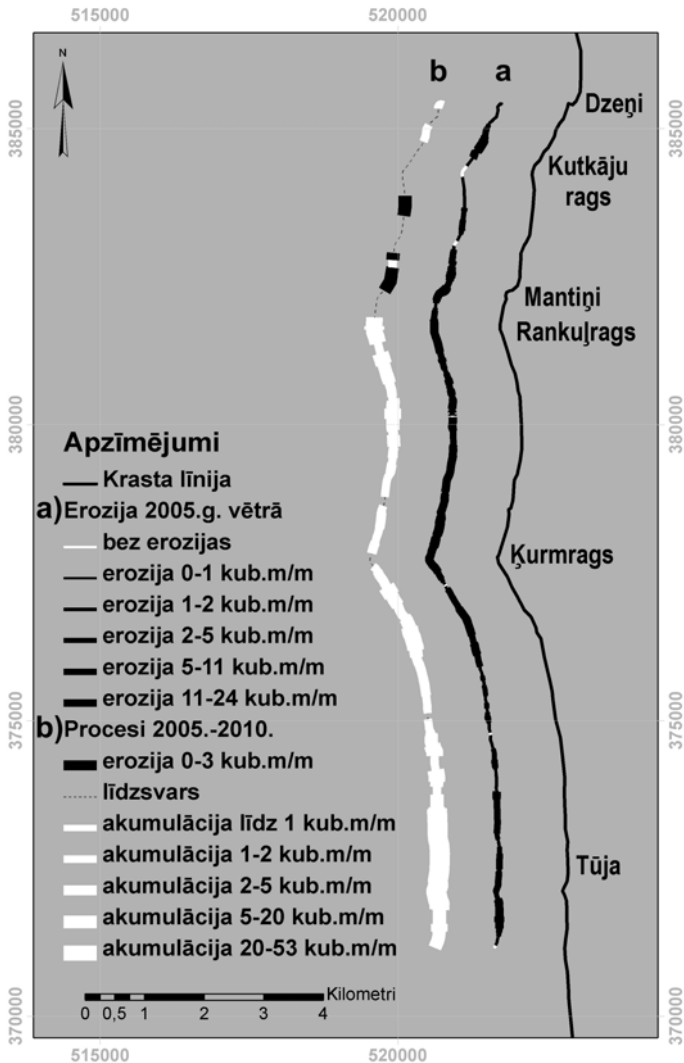 515000
520000
N
b
a
385000
385000
Dzeņi
Kutkāju
rags
Mantiņi
Rankuļrags
380000
380000
Apzīmējumi
Krasta līnija
a)Erozija 2005.g. vētrā
bez erozijas
Ķurmrags
erozija 0-1 kub.m/m
erozija 1-2 kub.m/m
erozija 2-5 kub.m/m
erozija 5-11 kub.m/m
erozija 11-24 kub.m/m
375000
375000
b)Procesi 2005.-2010.
erozija 0-3 kub.m/m
līdzsvars
akumulācija līdz 1 kub.m/m
akumulācija 1-2 kub.m/m
Tūja
akumulācija 2-5 kub.m/m
akumulācija 5-20 kub.m/m
akumulācija 20-53 kub.m/m
Kilometri
0 0,5 1 2 3 4
370000
370000
515000
520000